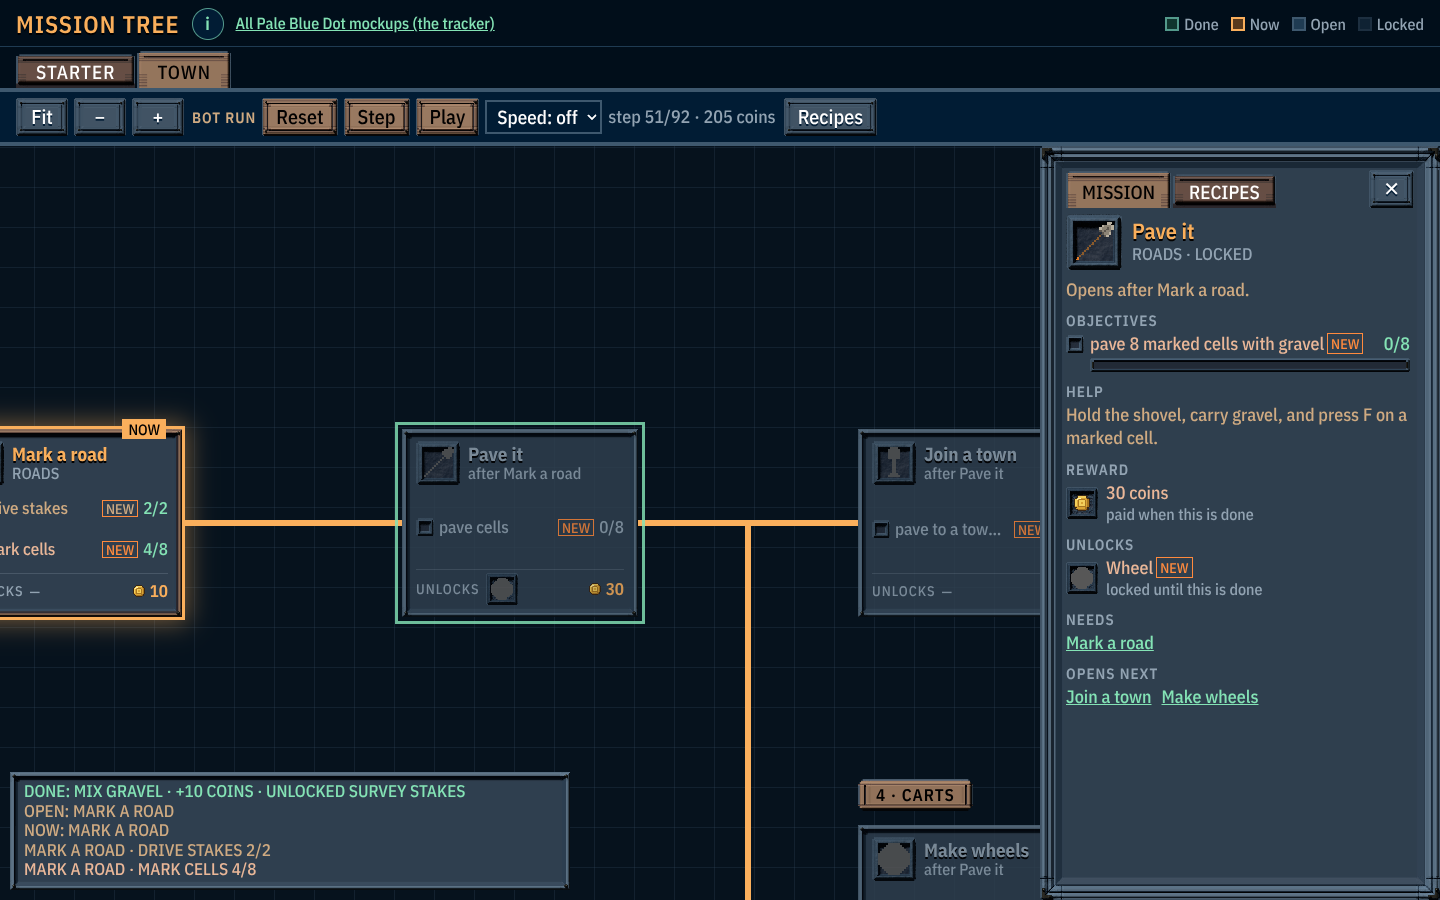 MISSION TREE i All Pale Blue Dot mockups (the tracker) Done Now Open Locked
STARTER TOWN
Fit − + BOT RUN Reset Step Play Speed: off step 51/92 · 205 coins Recipes
NOW
Mark a road
ROADS
ive stakes NEW 2/2
ark cells NEW 4/8
CKS — 10
Pave it
after Mark a road
pave cells NEW 0/8
UNLOCKS 30
Join a town
after Pave it
pave to a tow... NEW
UNLOCKS —
4 · CARTS
Make wheels
after Pave it
DONE: MIX GRAVEL · +10 COINS · UNLOCKED SURVEY STAKES
OPEN: MARK A ROAD
NOW: MARK A ROAD
MARK A ROAD · DRIVE STAKES 2/2
MARK A ROAD · MARK CELLS 4/8
MISSION RECIPES ✕
Pave it
ROADS · LOCKED
Opens after Mark a road.
OBJECTIVES
pave 8 marked cells with gravel NEW 0/8
HELP
Hold the shovel, carry gravel, and press F on a
marked cell.
REWARD
30 coins
paid when this is done
UNLOCKS
Wheel NEW
locked until this is done
NEEDS
Mark a road
OPENS NEXT
Join a town Make wheels